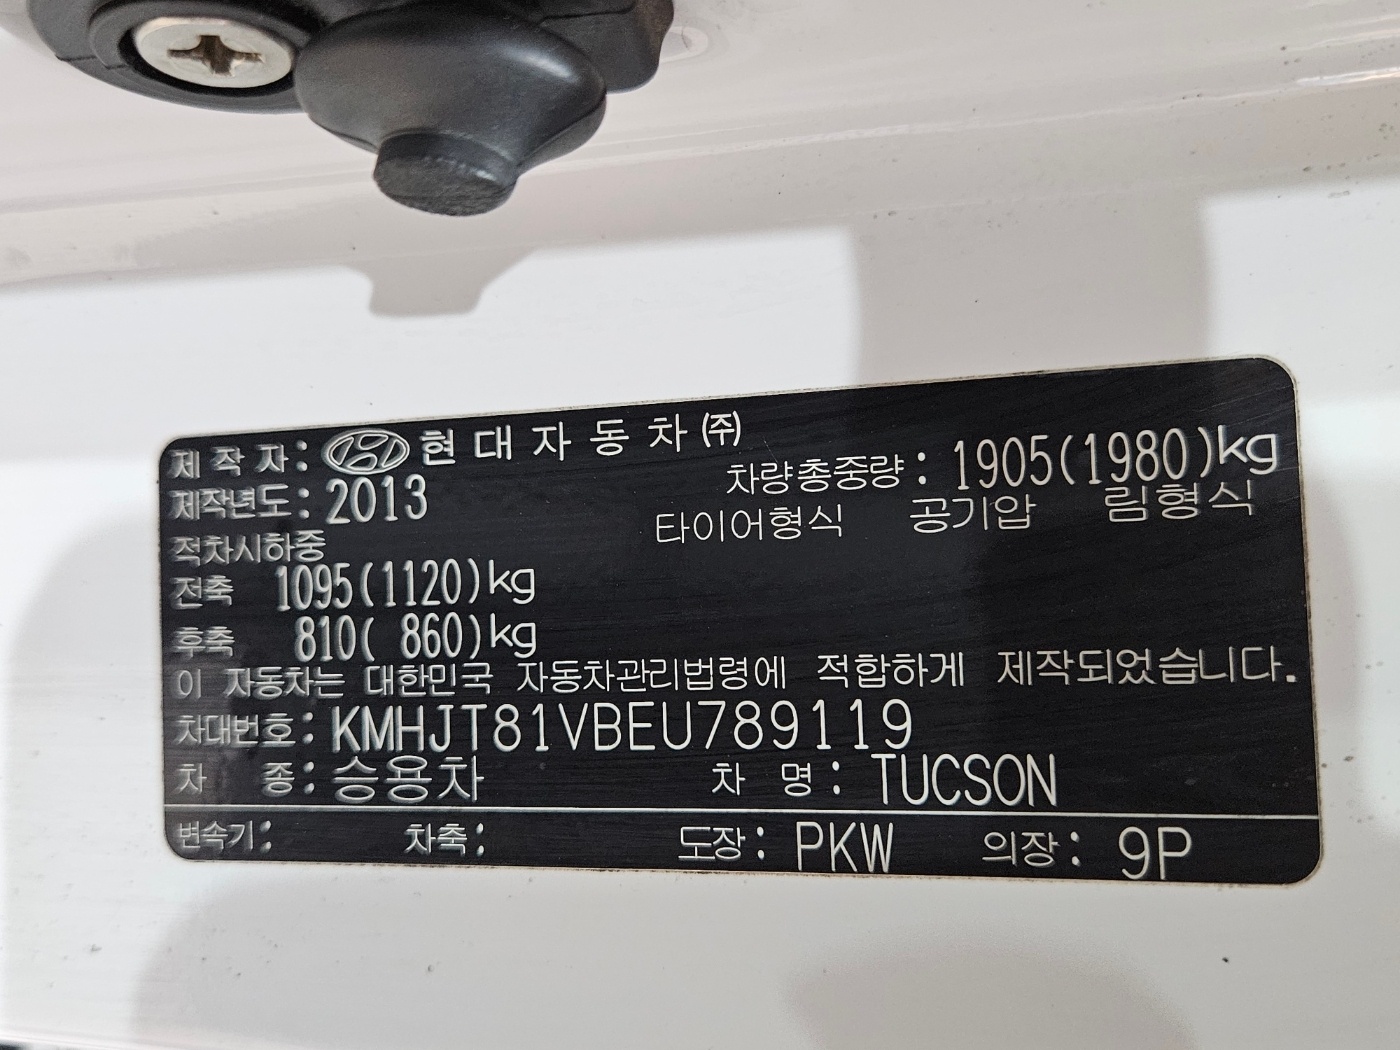 제 작 자 : 현 대 자 동 차 ㈜
제작년도 : 2013
차량총중량 : 1905(1980)kg
타이어형식 공기압 림형식
적차시하중
전축 1095(1120)kg
후축 810( 860)kg
이 자동차는 대한민국 자동차관리법령에 적합하게 제작되었습니다.
차대번호 : KMHJT81VBEU789119
차 종 : 승용차 차 명 : TUCSON
변속기 : 차축 : 도장 : PKW 의장 : 9P